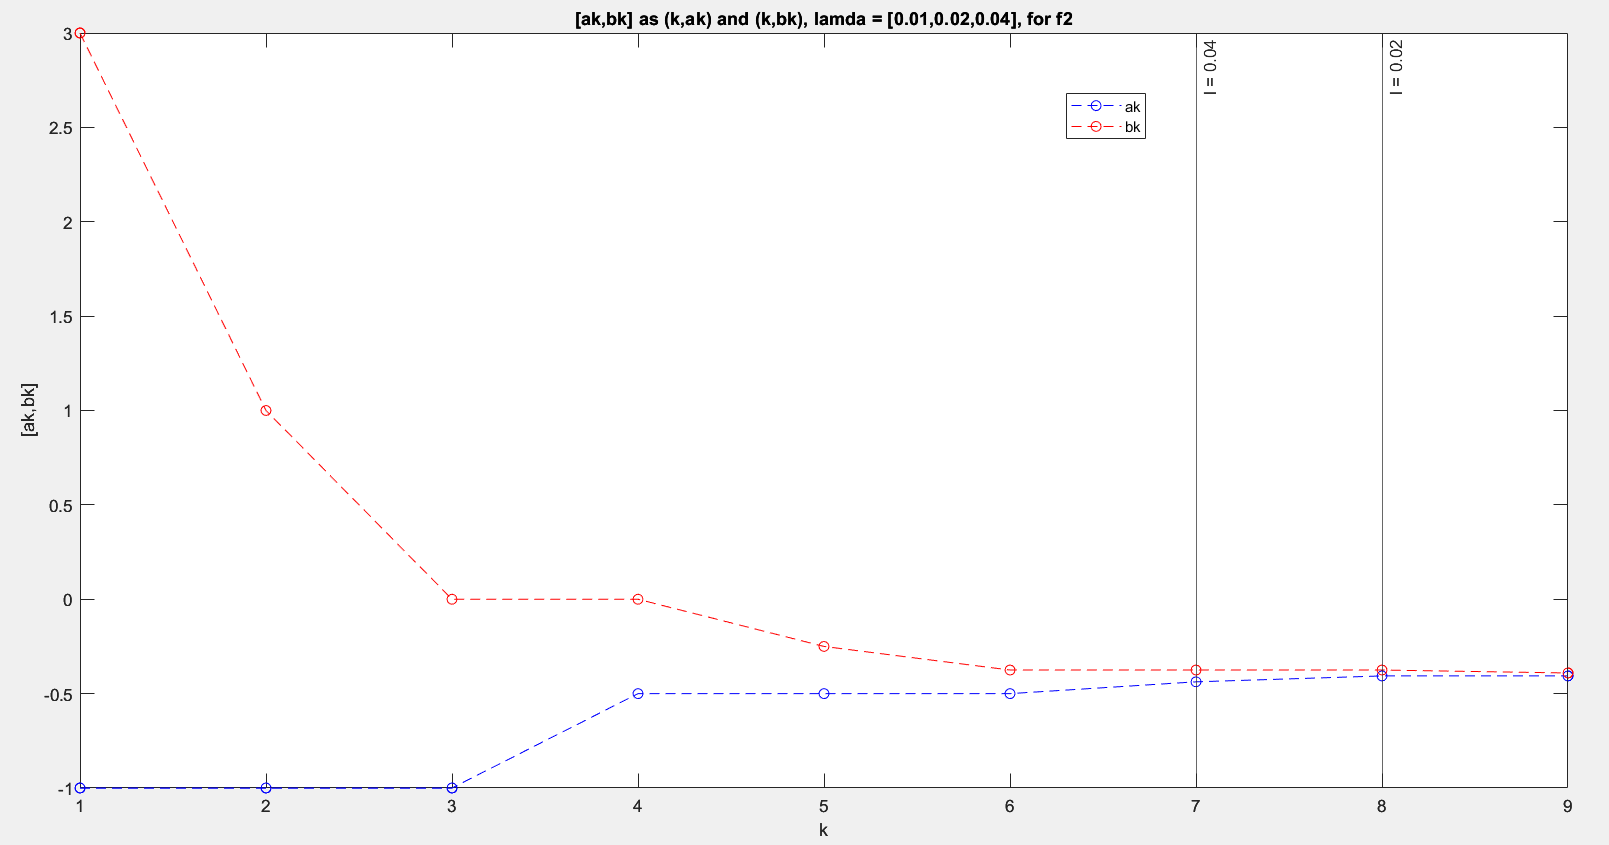 [ak,bk] as (k,ak) and (k,bk), lamda = [0.01,0.02,0.04], for f2
3
2.5
2
1.5
1
0.5
0
-0.5
-1
[ak,bk]
l = 0.04
l = 0.02
ak
bk
1 2 3 4 5 6 7 8 9
k